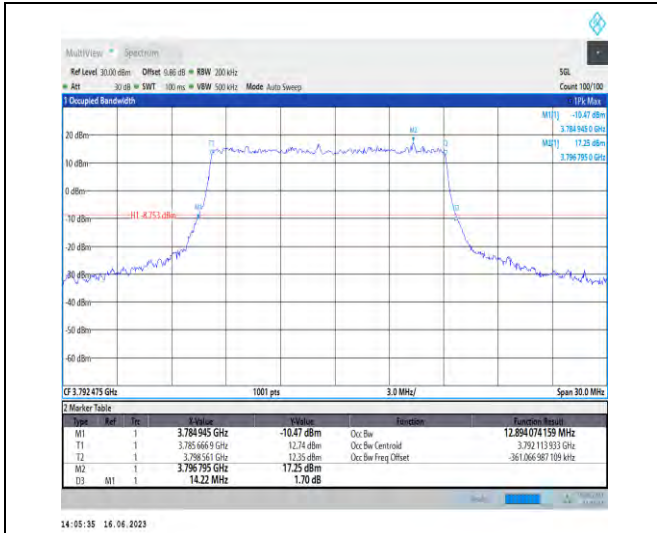 MultiView Spectrum
Ref Level 30.00 dBm Offset 0.86 dB RBW 200 kHz SGL
Att 30 dB SWT 100 ms VBW 500 kHz Mode Auto Sweep Count 100/100
1 Occupied Bandwidth 1Pk Max
M1[1] -10.47 dBm
3.784 945 0 GHz
20 dBm
M2[1] 17.25 dBm
3.796 795 0 GHz
M2
T1
10 dBm
0 dBm
H1 -8.753 dBm
-10 dBm
-20 dBm
-30 dBm
-40 dBm
-50 dBm
-60 dBm
CF 3.792 475 GHz 1001 pts 3.0 MHz/ Span 30.0 MHz
2 Marker Table
Type Ref Trc X-Value Y-Value Function Function Result
M1 1 3.784 945 GHz -10.47 dBm Occ Bw 12.894 074 159 MHz
T1 1 3.785 666 9 GHz 12.74 dBm Occ Bw Centroid 3.792 113 933 GHz
T2 1 3.798 561 GHz 12.35 dBm Occ Bw Freq Offset -361.066 987 109 kHz
M2 1 3.796 795 GHz 17.25 dBm
D3 M1 1 14.22 MHz 1.70 dB
14:05:35 16.06.2023